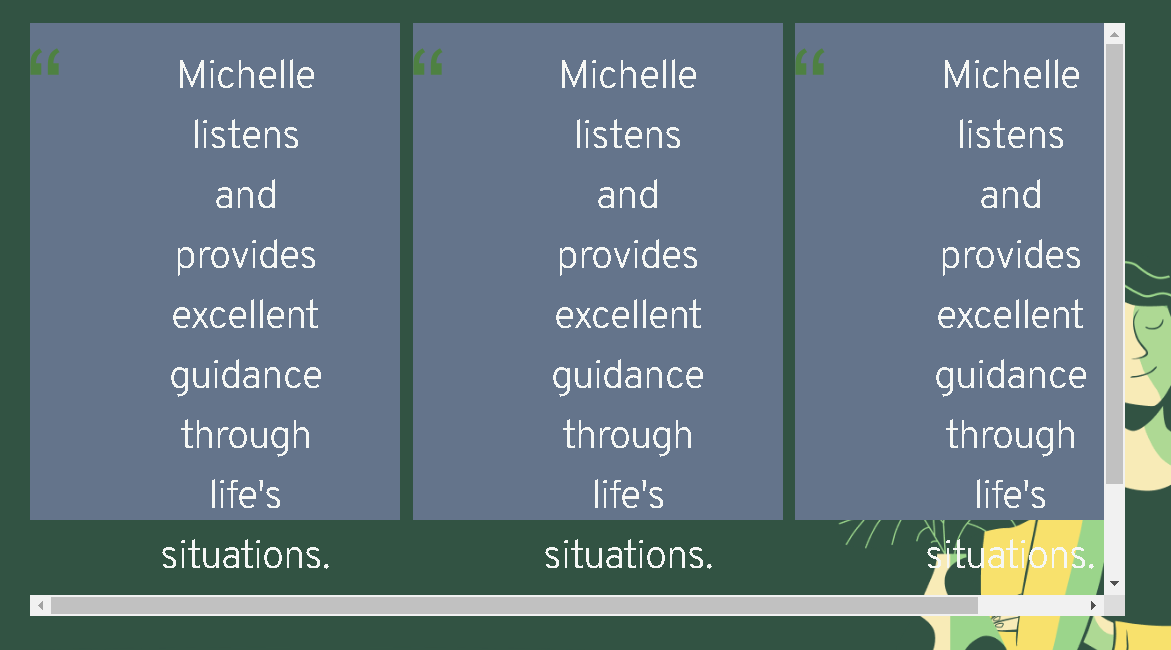 “
Michelle
listens
and
provides
excellent
guidance
through
life's
situations.
“
Michelle
listens
and
provides
excellent
guidance
through
life's
situations.
“
Michelle
listens
and
provides
excellent
guidance
through
life's
situations.